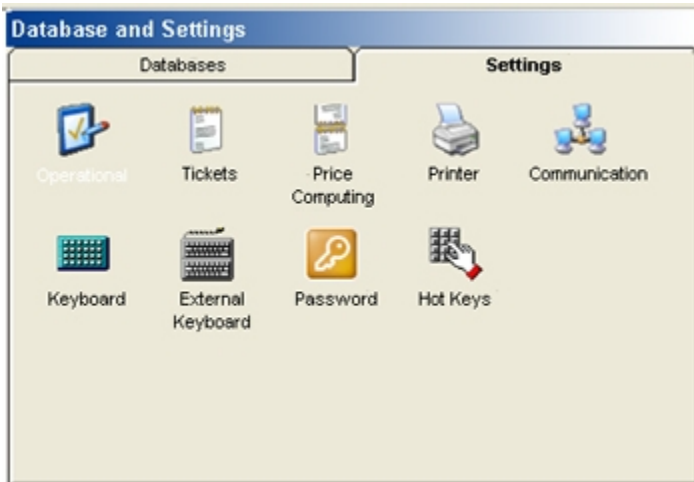 Database and Settings
Databases
Settings
Operational
Tickets
Price
Computing
Printer
Communication
Keyboard
External
Keyboard
Password
Hot Keys